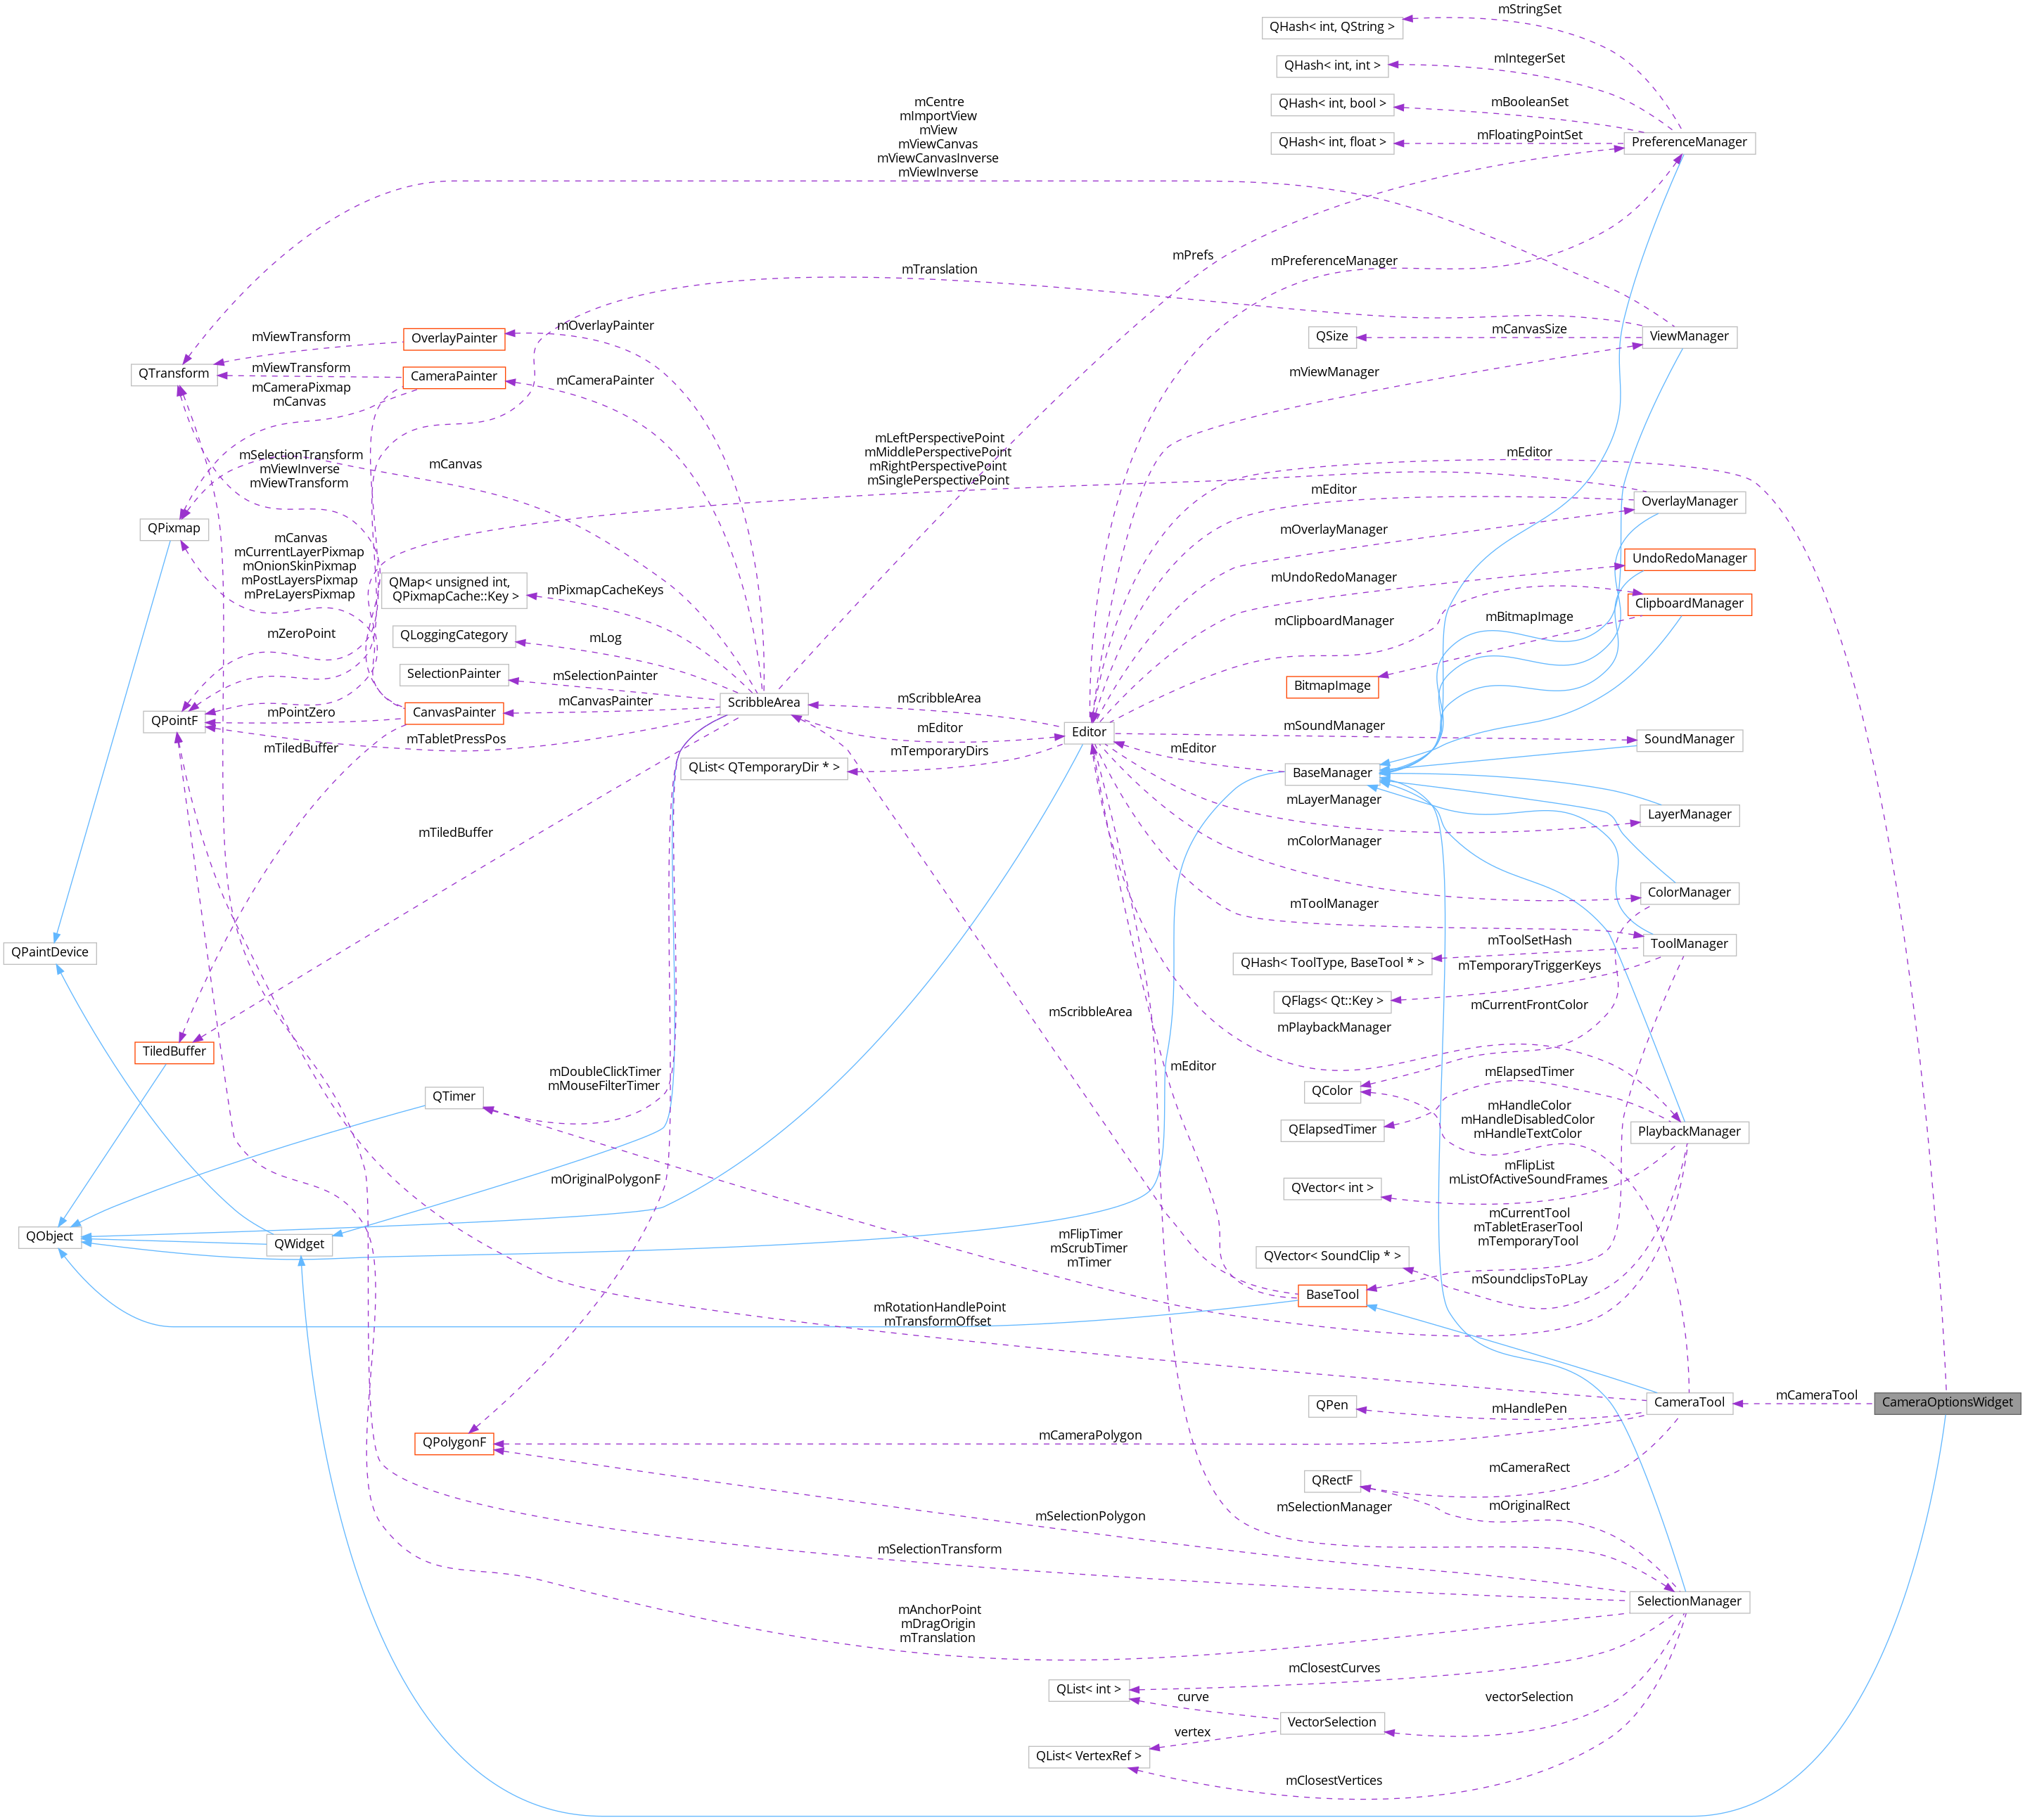 mStringSet
QHash< int, QString >
mIntegerSet
QHash< int, int >
mCentre
mImportView
mView
mViewCanvas
mViewCanvasInverse
mViewInverse
mBooleanSet
QHash< int, bool >
mFloatingPointSet
QHash< int, float >
PreferenceManager
mPrefs
mPreferenceManager
mTranslation
mOverlayPainter
mViewTransform
OverlayPainter
mCanvasSize
QSize
ViewManager
mViewTransform
QTransform
CameraPainter
mCameraPainter
mViewManager
mCameraPixmap
mCanvas
mLeftPerspectivePoint
mMiddlePerspectivePoint
mRightPerspectivePoint
mSinglePerspectivePoint
mSelectionTransform
mViewInverse
mViewTransform
mCanvas
mEditor
mEditor
OverlayManager
QPixmap
mOverlayManager
mCanvas
mCurrentLayerPixmap
mOnionSkinPixmap
mPostLayersPixmap
mPreLayersPixmap
UndoRedoManager
mUndoRedoManager
QMap< unsigned int,
QPixmapCache::Key >
mPixmapCacheKeys
ClipboardManager
mClipboardManager
mBitmapImage
mZeroPoint
QLoggingCategory
mLog
SelectionPainter
mSelectionPainter
BitmapImage
mScribbleArea
ScribbleArea
mCanvasPainter
CanvasPainter
mPointZero
QPointF
mTabletPressPos
mEditor
Editor
mSoundManager
SoundManager
mTiledBuffer
mTemporaryDirs
mEditor
QList< QTemporaryDir * >
BaseManager
mLayerManager
LayerManager
mTiledBuffer
mColorManager
ColorManager
mToolManager
mToolSetHash
ToolManager
QPaintDevice
QHash< ToolType, BaseTool * >
mTemporaryTriggerKeys
QFlags< Qt::Key >
mCurrentFrontColor
mScribbleArea
mPlaybackManager
TiledBuffer
mDoubleClickTimer
mMouseFilterTimer
mEditor
mElapsedTimer
QTimer
QColor
mHandleColor
mHandleDisabledColor
mHandleTextColor
QElapsedTimer
PlaybackManager
mFlipList
mListOfActiveSoundFrames
mOriginalPolygonF
QVector< int >
mCurrentTool
mTabletEraserTool
mTemporaryTool
QObject
QWidget
mFlipTimer
mScrubTimer
mTimer
QVector< SoundClip * >
mSoundclipsToPLay
BaseTool
mRotationHandlePoint
mTransformOffset
mCameraTool
CameraTool
CameraOptionsWidget
QPen
mHandlePen
QPolygonF
mCameraPolygon
mCameraRect
QRectF
mSelectionManager
mOriginalRect
mSelectionPolygon
mSelectionTransform
SelectionManager
mAnchorPoint
mDragOrigin
mTranslation
mClosestCurves
QList< int >
curve
vectorSelection
VectorSelection
vertex
QList< VertexRef >
mClosestVertices